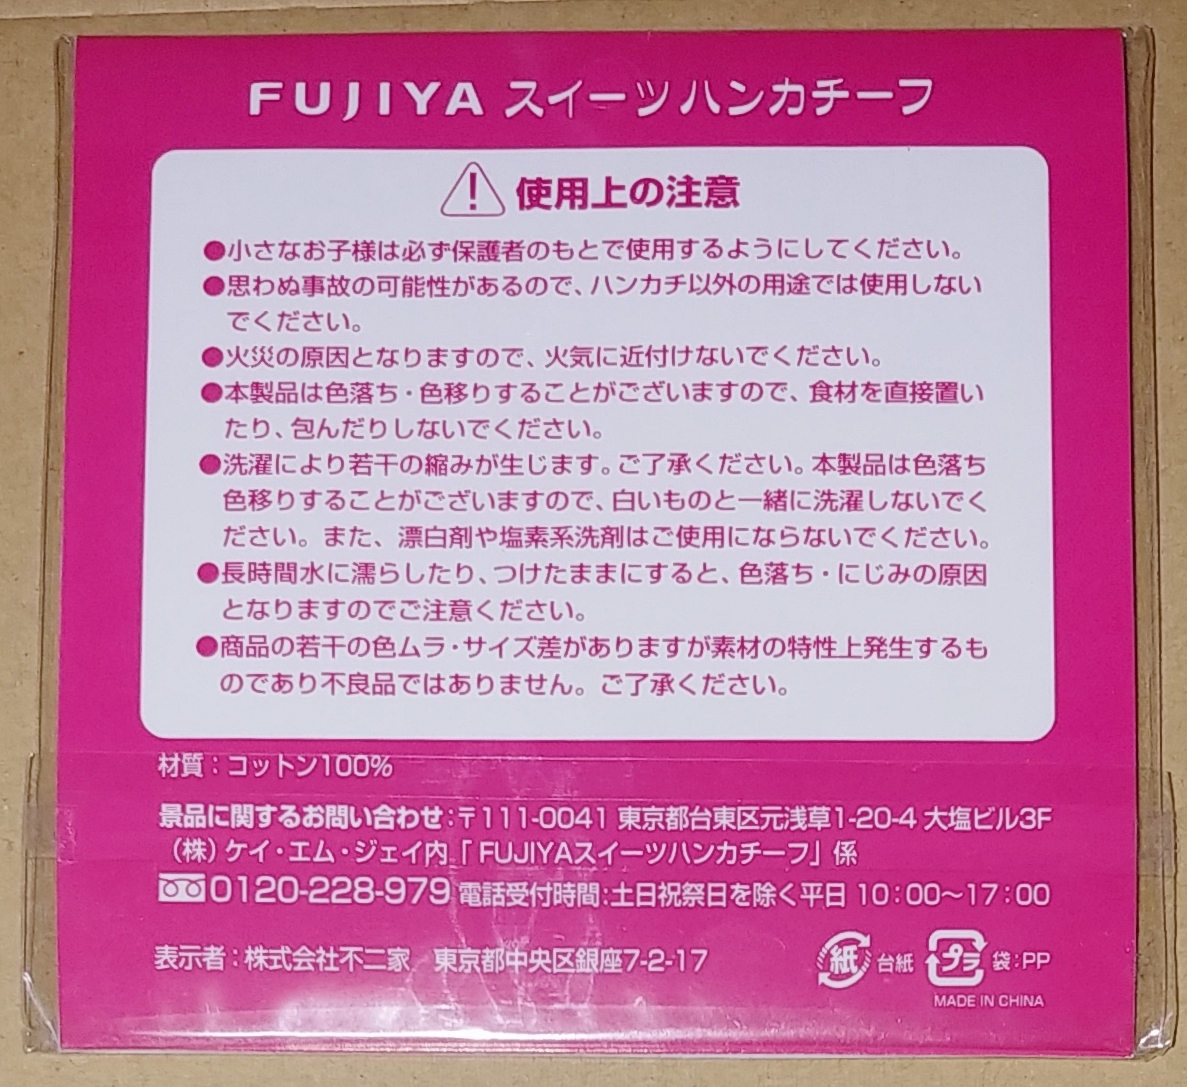 FUJIYA スイーツハンカチーフ
使用上の注意
●小さなお子様は必ず保護者のもとで使用するようにしてください。
●思わぬ事故の可能性があるので、ハンカチ以外の用途では使用しない
でください。
●火災の原因となりますので、火気に近付けないでください。
●本製品は色落ち・色移りすることがございますので、食材を直接置い
たり、包んだりしないでください。
●洗濯により若干の縮みが生じます。ご了承ください。本製品は色落ち
色移りすることがございますので、白いものと一緒に洗濯しないでく
ださい。また、漂白剤や塩素系洗剤はご使用にならないでください。
●長時間水に濡らしたり、つけたままにすると、色落ち・にじみの原因
となりますのでご注意ください。
●商品の若干の色ムラ・サイズ差がありますが素材の特性上発生するも
のであり不良品ではありません。ご了承ください。
材質:コットン100%
景品に関するお問い合わせ:〒111-0041 東京都台東区元浅草1-20-4 大塩ビル3F
(株)ケイ・エム・ジェイ内「FUJIYAスイーツハンカチーフ」係
0120-228-979 電話受付時間:土日祝祭日を除く平日 10:00〜17:00
表示者:株式会社不二家 東京都中央区銀座7-2-17
紙 台紙 プラ 袋:PP
MADE IN CHINA